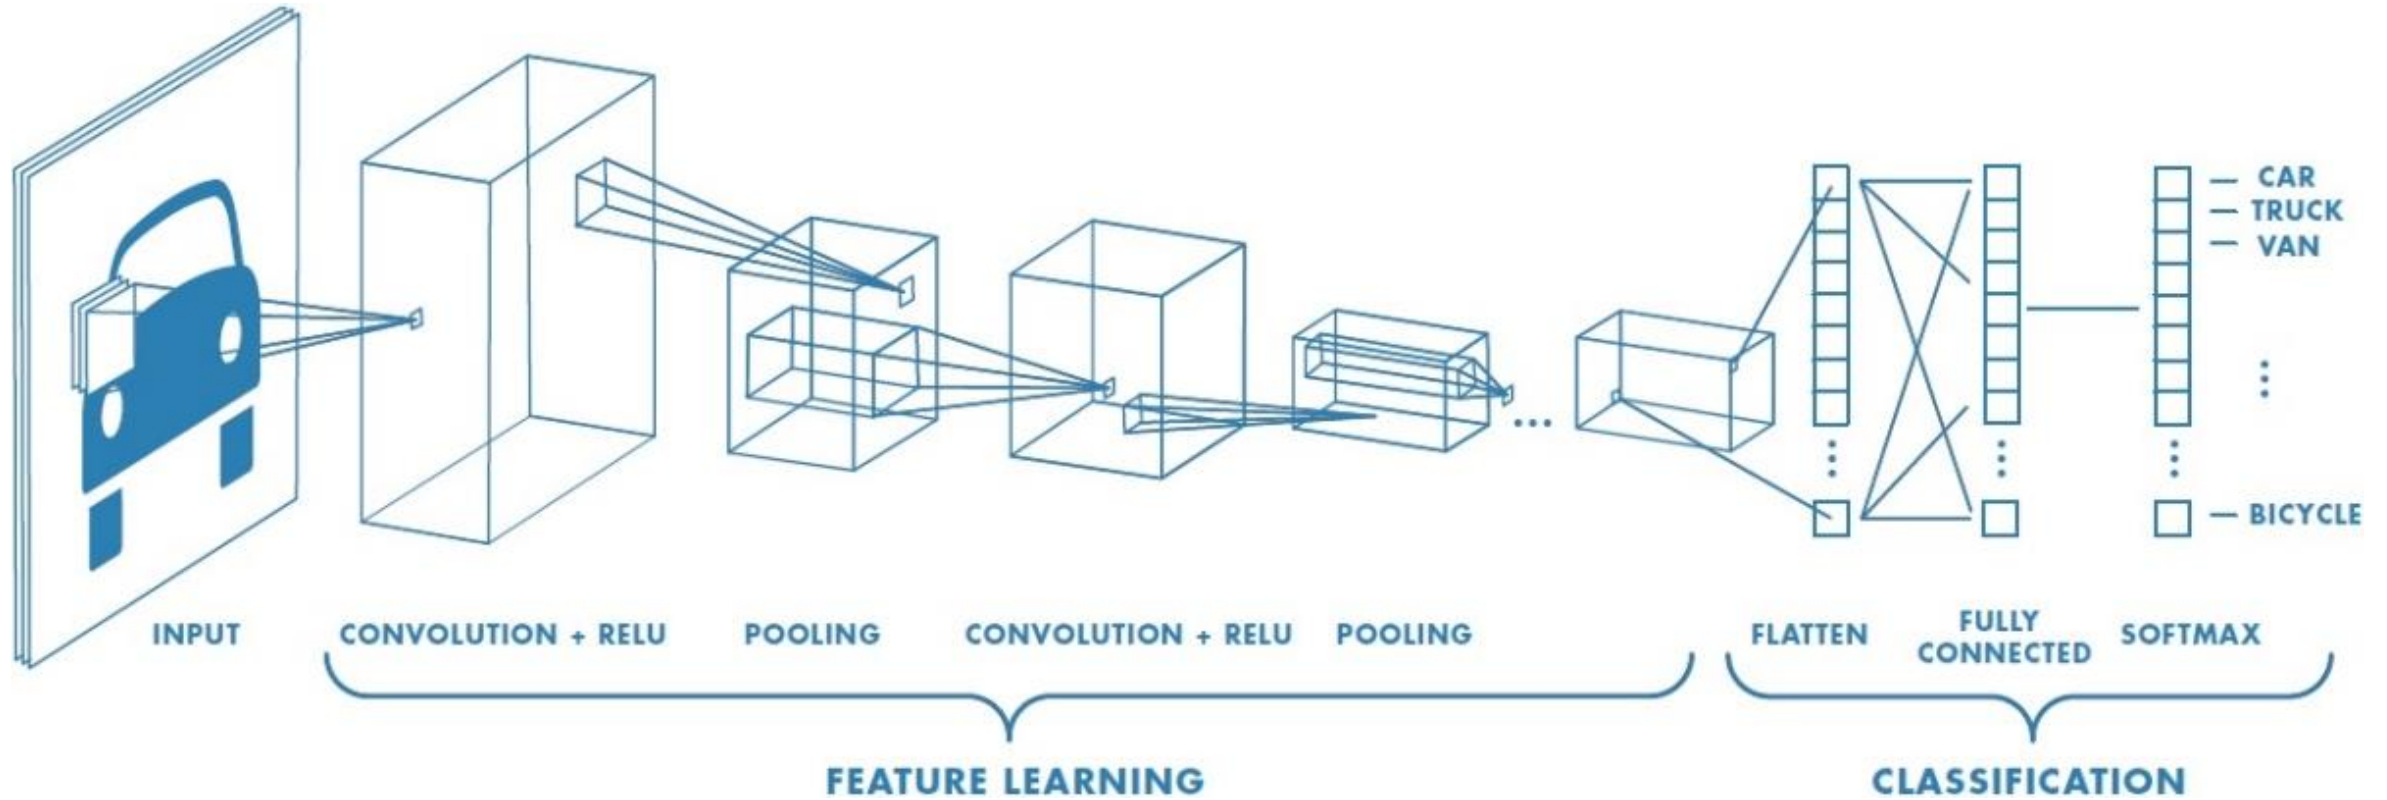 CAR
TRUCK
VAN
BICYCLE
INPUT
CONVOLUTION + RELU
POOLING
CONVOLUTION + RELU
POOLING
FLATTEN
FULLY
CONNECTED
SOFTMAX
FEATURE LEARNING
CLASSIFICATION